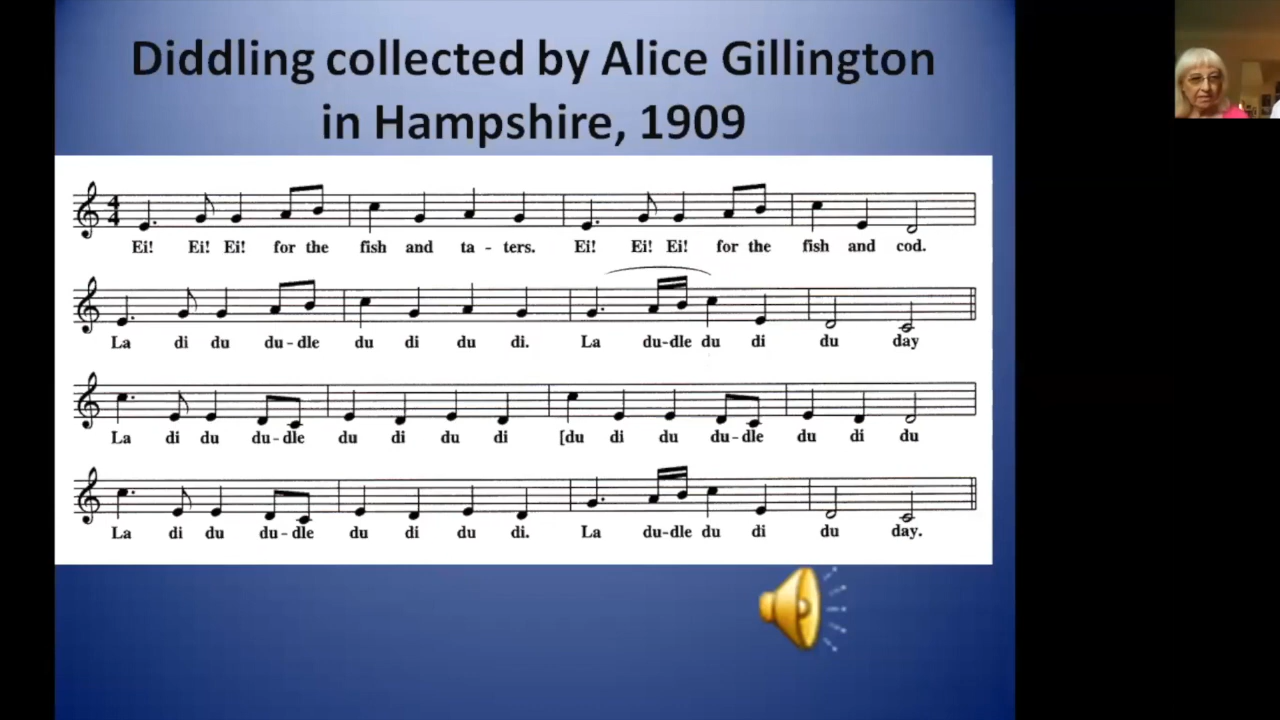 Diddling collected by Alice Gillington
in Hampshire, 1909
4
4
Ei! Ei! Ei! for the fish and ta - ters. Ei! Ei! Ei! for the fish and cod.
La di du du-dle du di du di. La du-dle du di du day
La di du du-dle du di du di [du di du du-dle du di du
La di du du-dle du di du di. La du-dle du di du day.